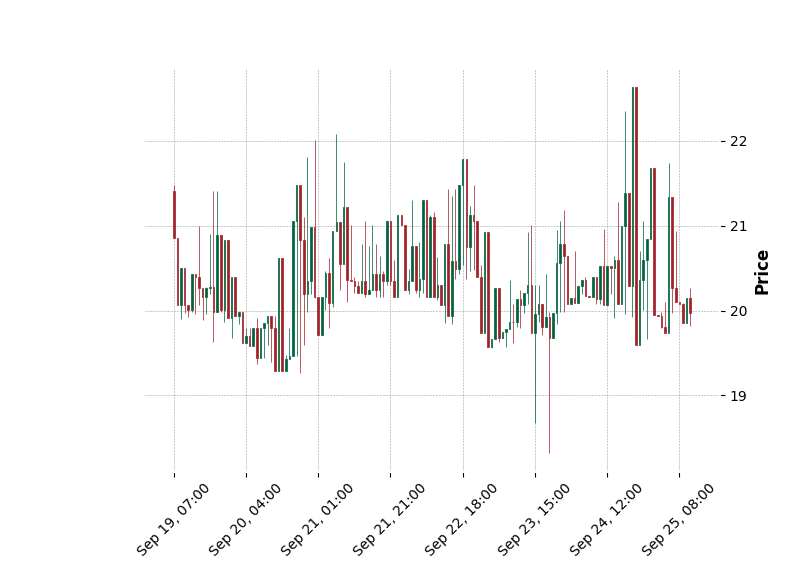 22
21
20
19
Price
Sep 19, 07:00
Sep 20, 04:00
Sep 21, 01:00
Sep 21, 21:00
Sep 22, 18:00
Sep 23, 15:00
Sep 24, 12:00
Sep 25, 08:00